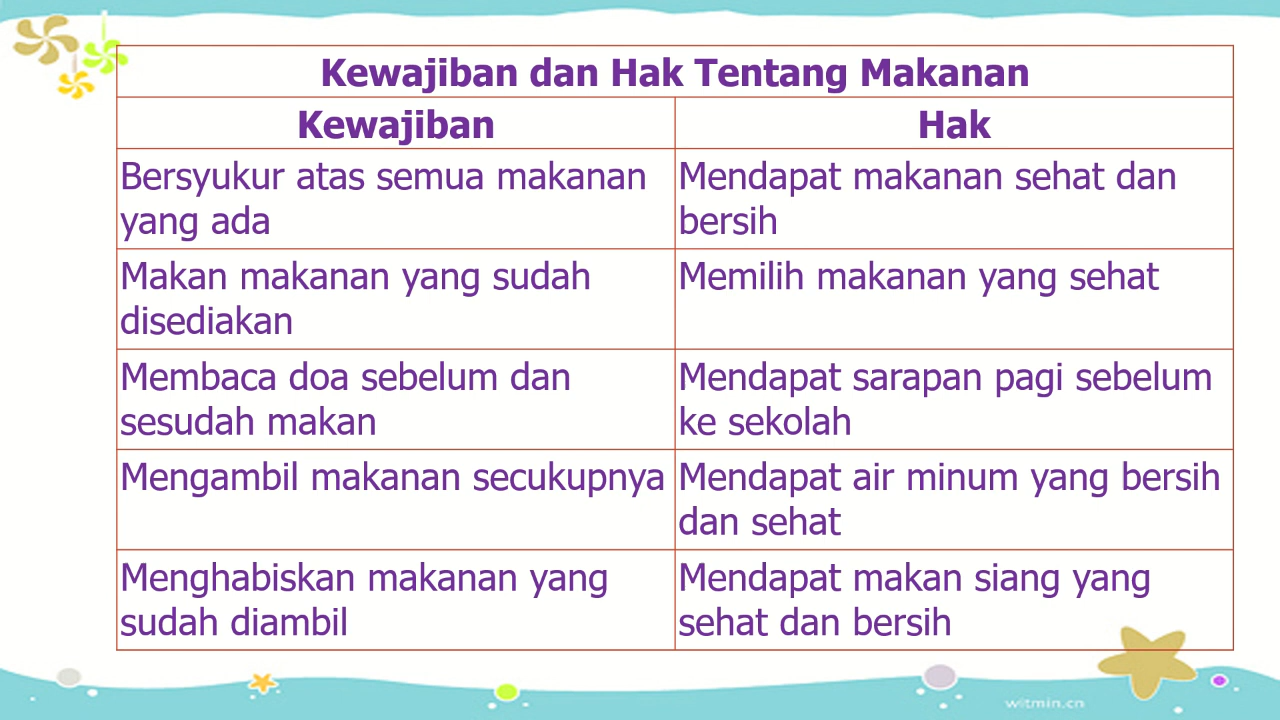 Kewajiban dan Hak Tentang Makanan
Kewajiban
Hak
Bersyukur atas semua makanan
yang ada
Mendapat makanan sehat dan
bersih
Makan makanan yang sudah
disediakan
Memilih makanan yang sehat
Membaca doa sebelum dan
sesudah makan
Mendapat sarapan pagi sebelum
ke sekolah
Mengambil makanan secukupnya
Mendapat air minum yang bersih
dan sehat
Menghabiskan makanan yang
sudah diambil
Mendapat makan siang yang
sehat dan bersih
witmin.cn